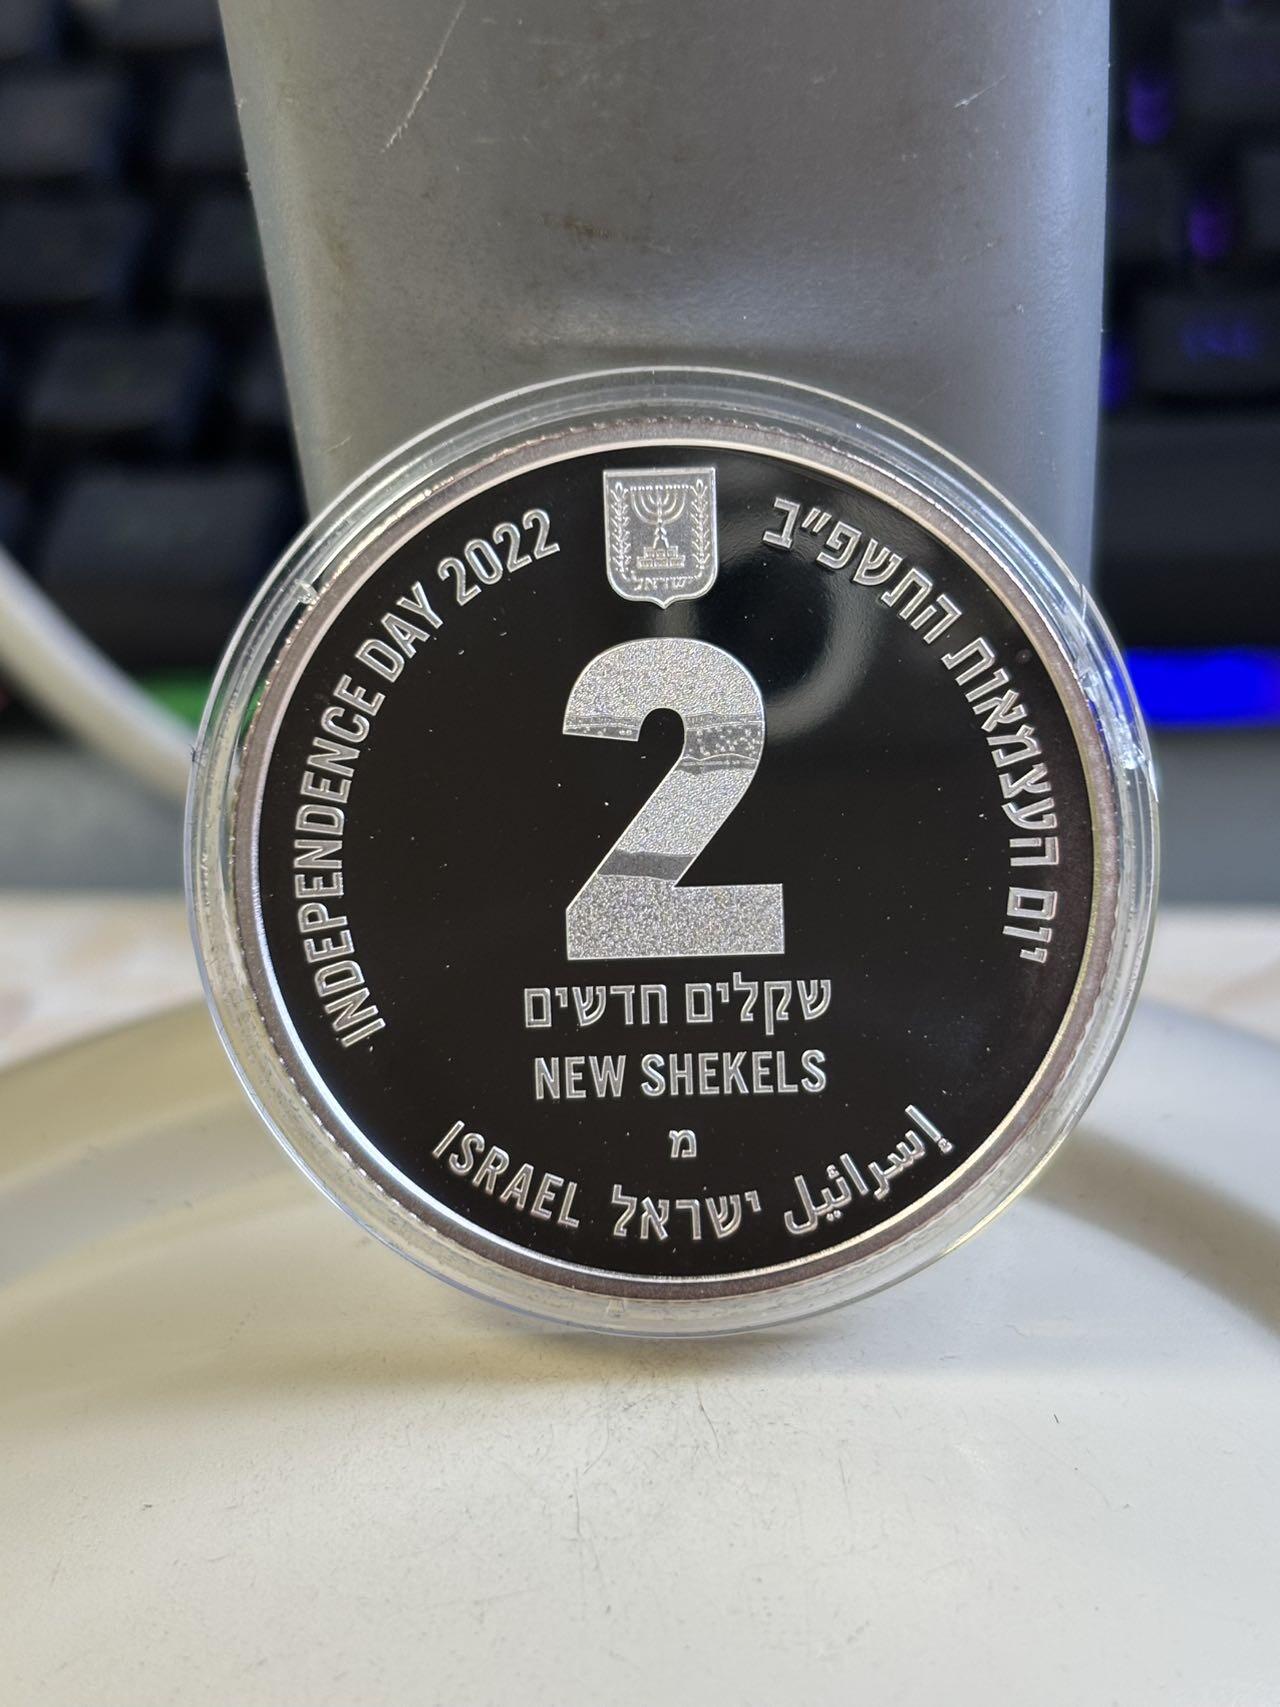 INDEPENDENCE DAY 2022
יום העצמאות התשפ"ב
ישראל
2
שקלים חדשים
NEW SHEKELS
מ
ISRAEL ישראל إسرائيل